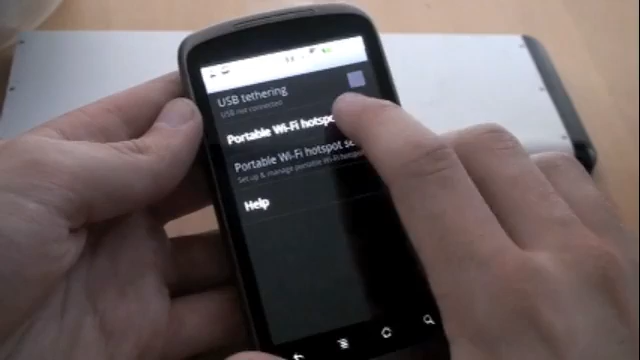 USB tethering
USB not connected
Portable Wi-Fi hotspo
Portable Wi-Fi hotspot se
Set up & manage portable Wi-Fi hotspot
Help